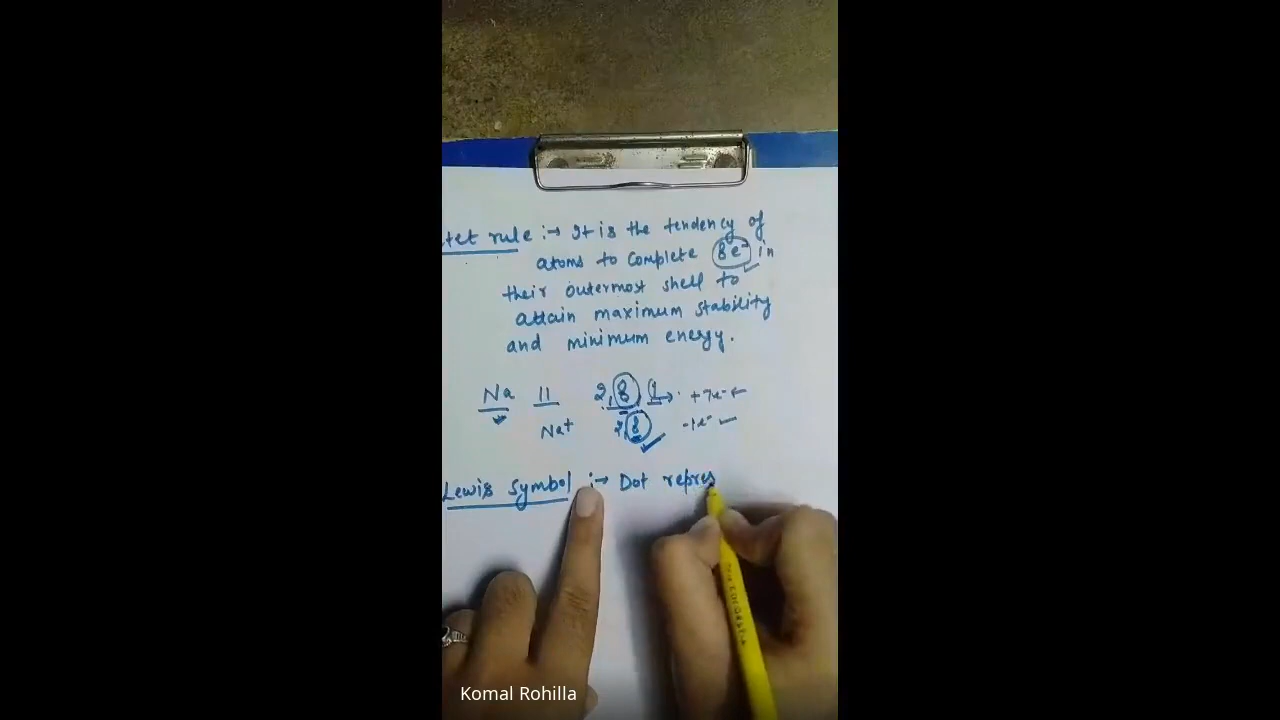 tet rule :→ It is the tendency of
atoms to complete 8e⁻ in
their outermost shell to
attain maximum stability
and minimum energy.
Na 11 2,8,1 → +7e⁻
Na⁺ 2,8 -1e⁻
Lewis symbol :→ Dot repres
Komal Rohilla